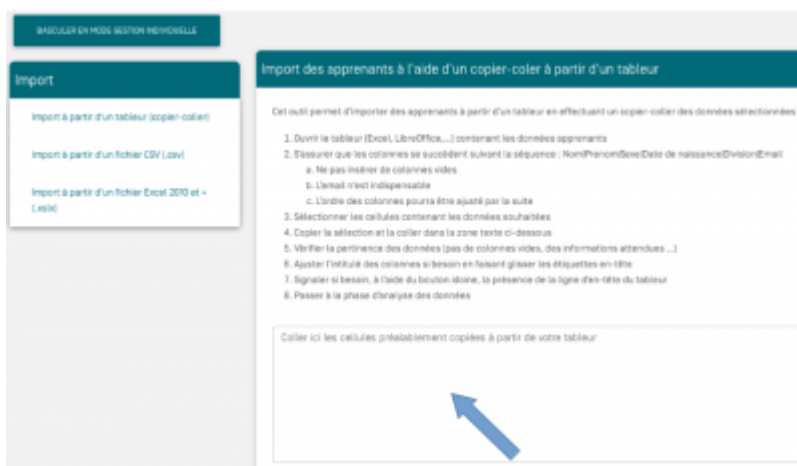 BASCULER EN MODE GESTION INDIVIDUELLE
Import
Import à partir d'un tableur (copier-coller)
Import à partir d'un fichier CSV (.csv)
Import à partir d'un fichier Excel 2010 et +
(.xslx)
Import des apprenants à l'aide d'un copier-coler à partir d'un tableur
Cet outil permet d'importer des apprenants à partir d'un tableur en effectuant un copier-coller des données sélectionnées
1. Ouvrir le tableur (Excel, LibreOffice,...) contenant les données apprenants
2. S'assurer que les colonnes se succèdent suivant la séquence : Nom|Prenom|Sexe|Date de naissance|Division|Email
a. Ne pas insérer de colonnes vides
b. L'email n'est indispensable
c. L'ordre des colonnes pourra être ajusté par la suite
3. Sélectionner les cellules contenant les données souhaitées
4. Copier la sélection et la coller dans la zone texte ci-dessous
5. Vérifier la pertinence des données (pas de colonnes vides, des informations attendues ...)
6. Ajuster l'intitulé des colonnes si besoin en faisant glisser les étiquettes en-tête
7. Signaler si besoin, à l'aide du bouton idoine, la présence de la ligne d'en-tête du tableur
8. Passer à la phase d'analyse des données
Coller ici les cellules préalablement copiées à partir de votre tableur